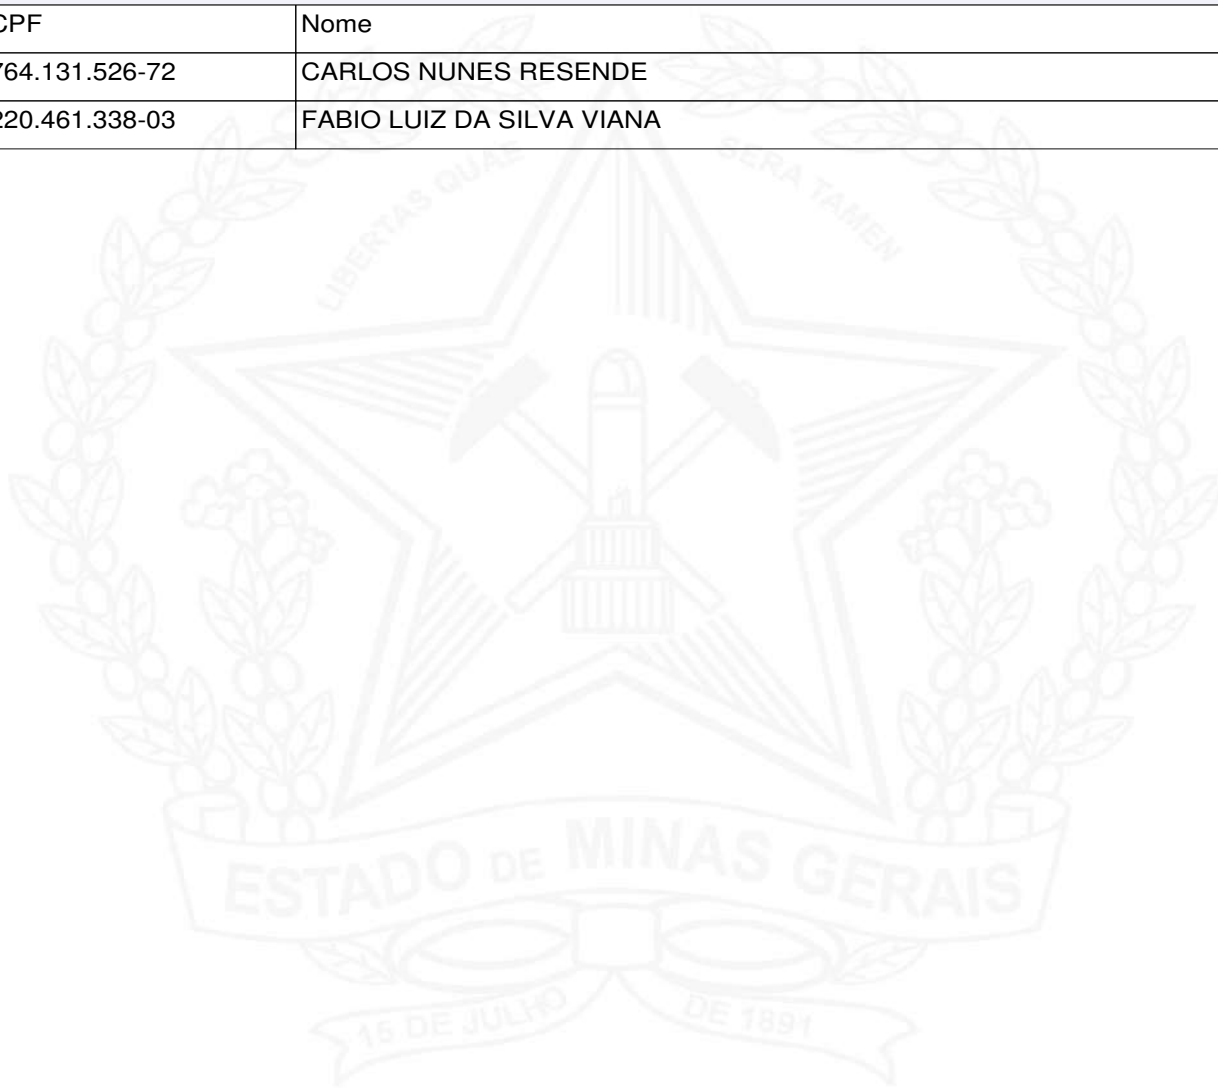 CPF Nome
764.131.526-72 CARLOS NUNES RESENDE
220.461.338-03 FABIO LUIZ DA SILVA VIANA
LIBERTAS QUAE SERA TAMEN
ESTADO DE MINAS GERAIS
15 DE JULHO DE 1891